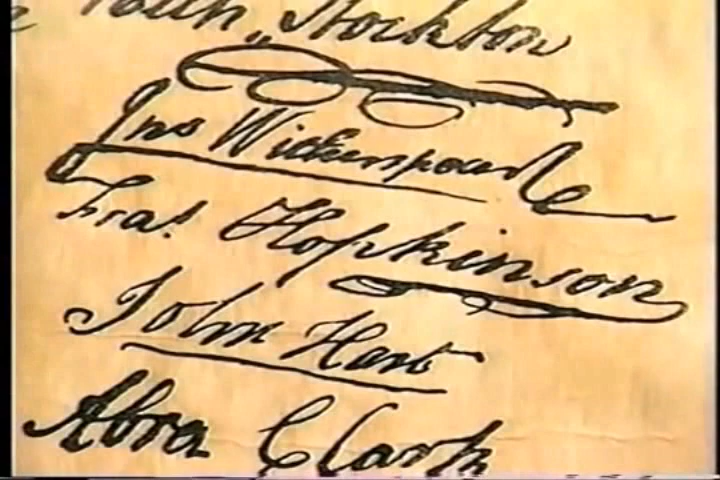 Stockton
Jno Witherspoon
Fras Hopkinson
John Hart
Abra Clark